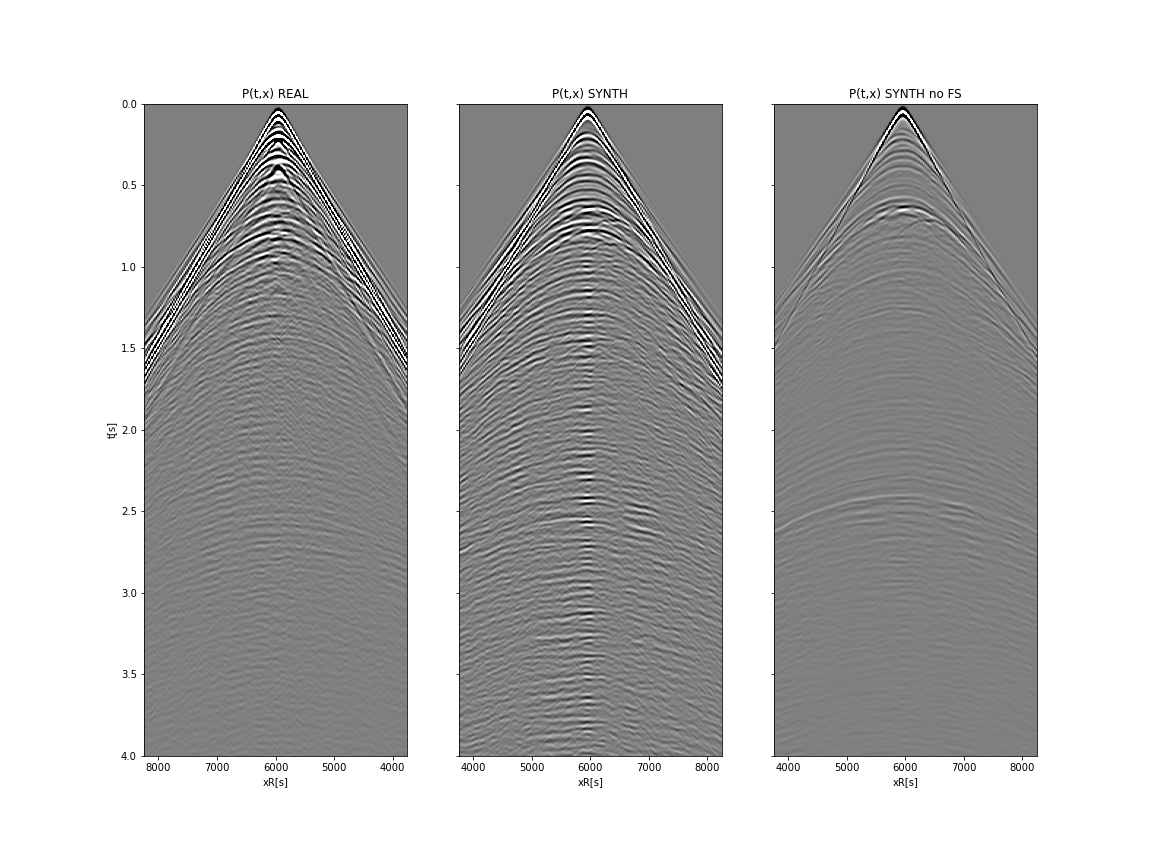 P(t,x) REAL
P(t,x) SYNTH
P(t,x) SYNTH no FS
t[s]
0.0
0.5
1.0
1.5
2.0
2.5
3.0
3.5
4.0
8000 7000 6000 5000 4000
4000 5000 6000 7000 8000
4000 5000 6000 7000 8000
xR[s]
xR[s]
xR[s]